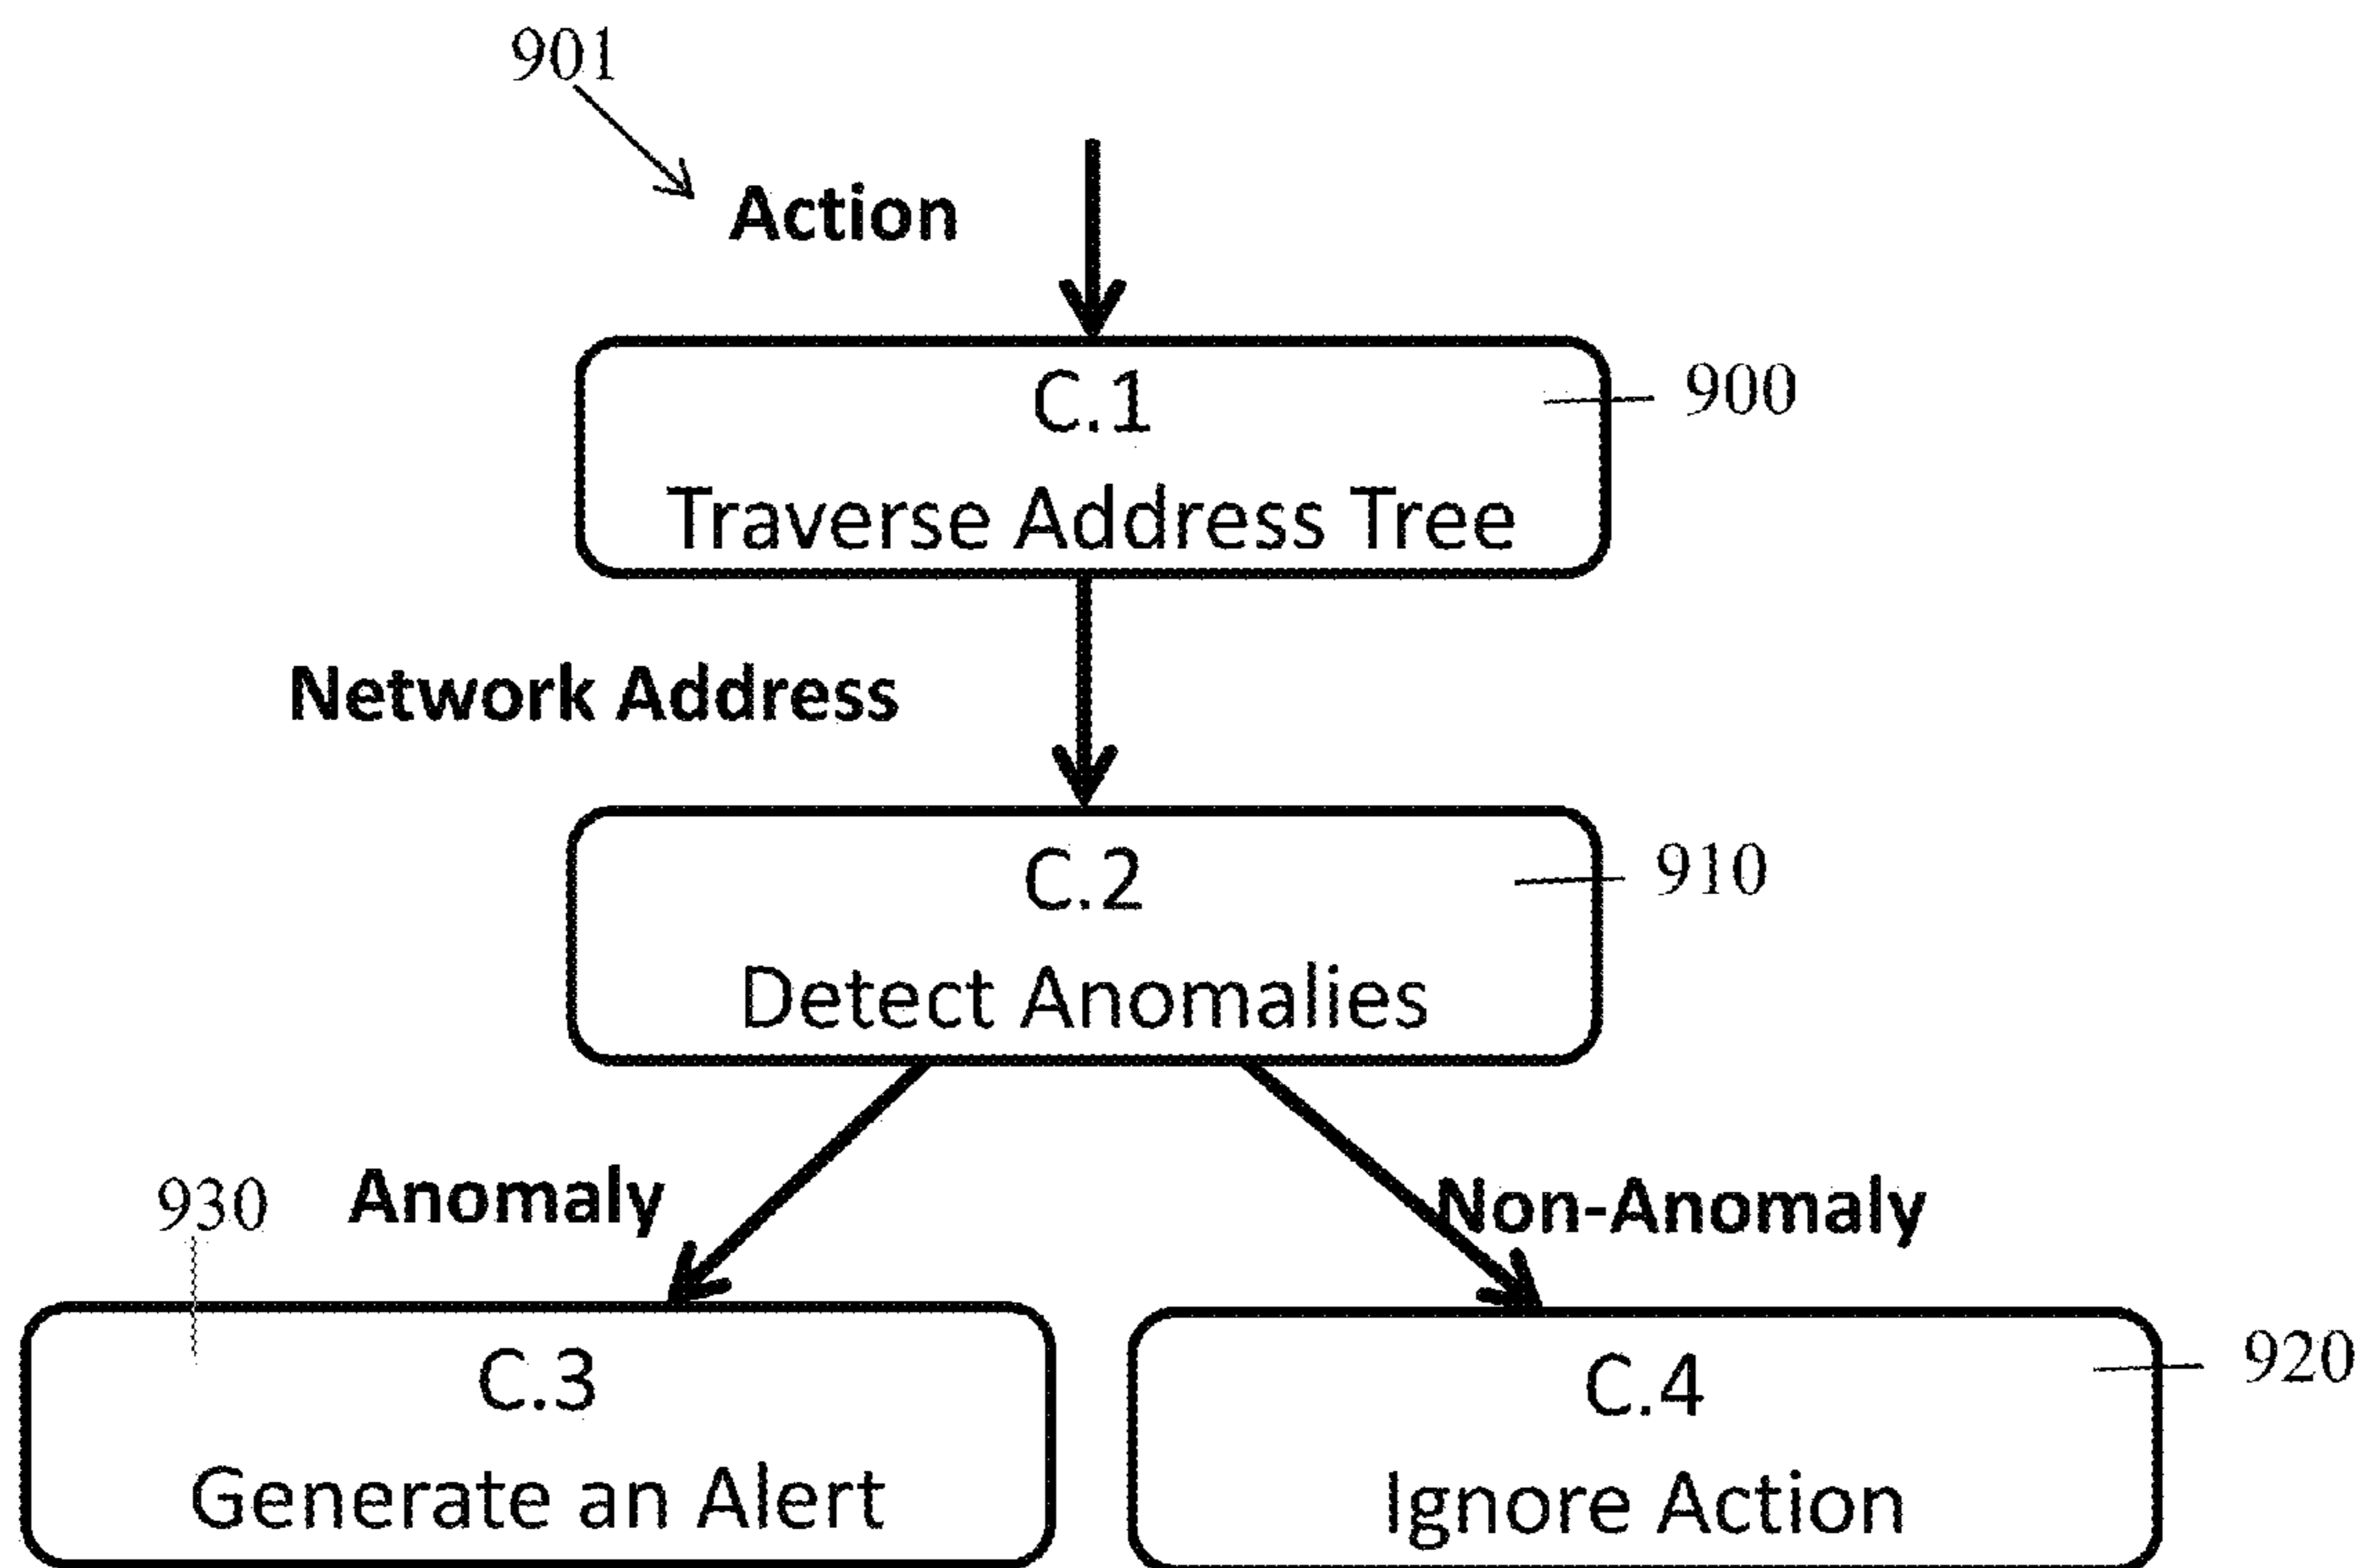 901
Action
C.1
900
Traverse Address Tree
Network Address
C.2
910
Detect Anomalies
930
Anomaly
Non-Anomaly
C.3
C.4
920
Generate an Alert
Ignore Action